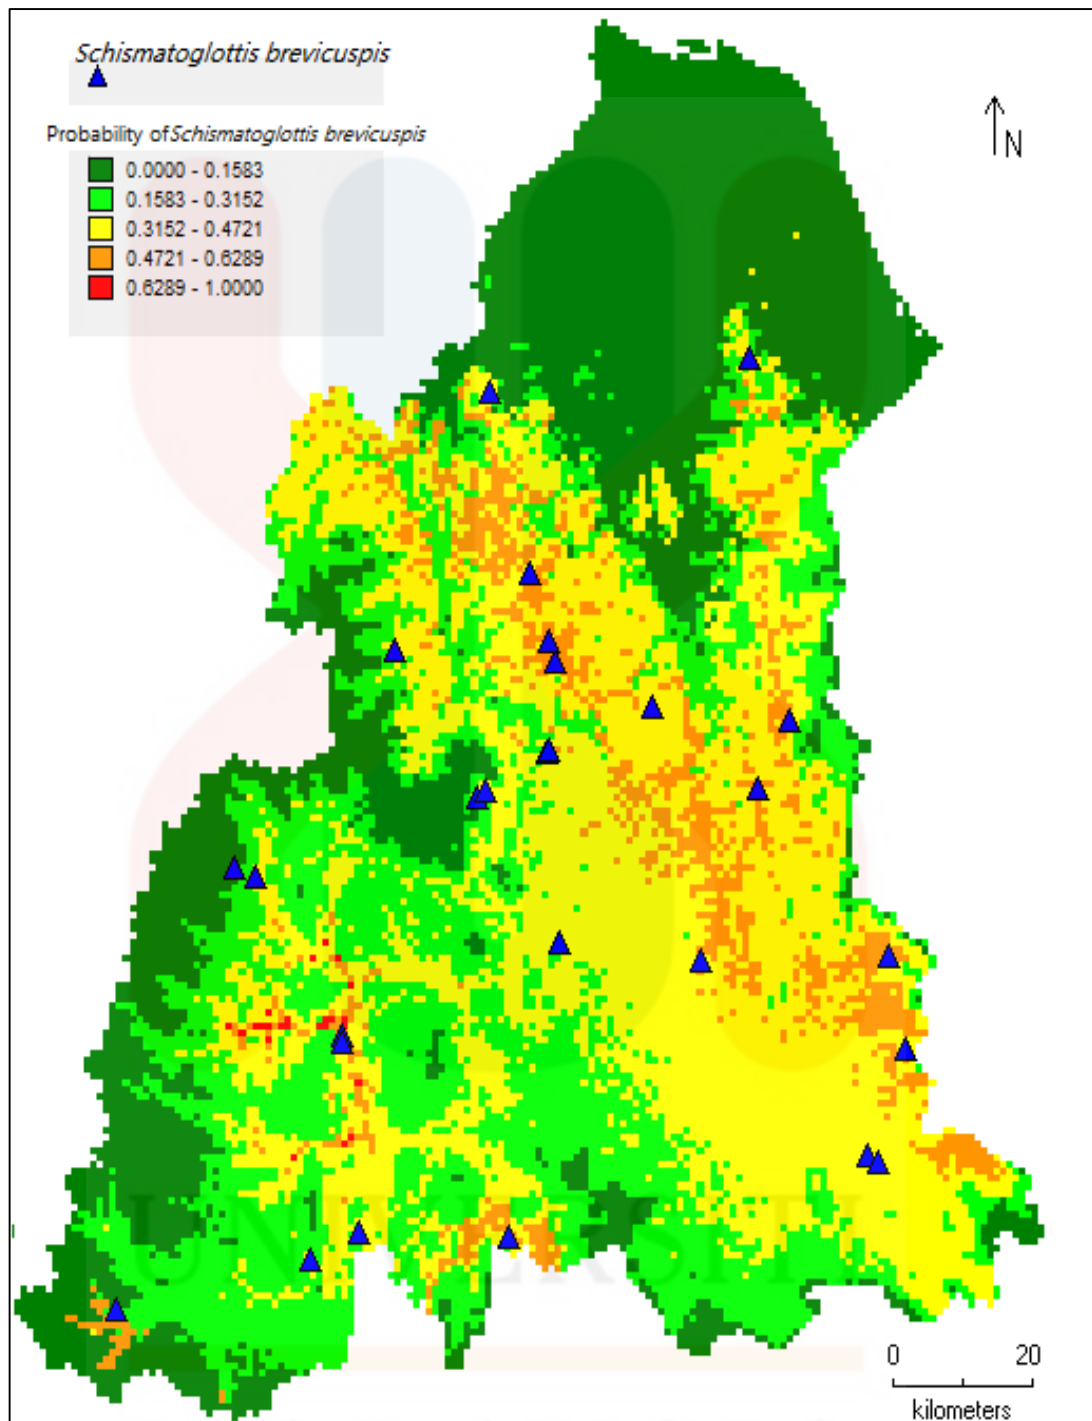 Schismatoglottis brevicuspis
Probability of Schismatoglottis brevicuspis
0.0000 - 0.1583
0.1583 - 0.3152
0.3152 - 0.4721
0.4721 - 0.6289
0.6289 - 1.0000
N
UNIVERSITI
0 20
kilometers